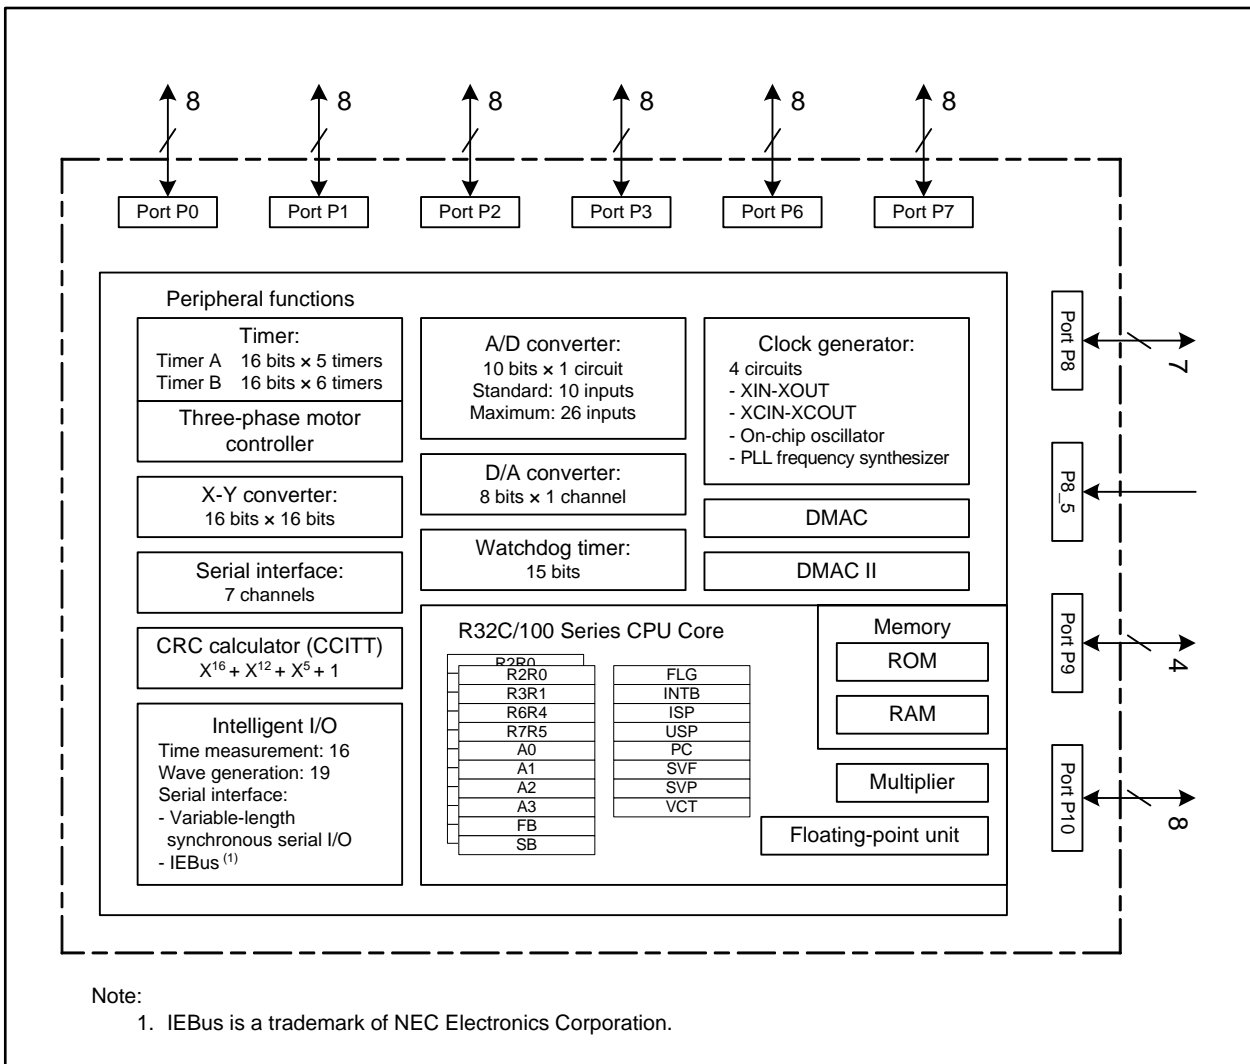 8 8 8 8 8 8
Port P0 Port P1 Port P2 Port P3 Port P6 Port P7
Peripheral functions
Timer:
Timer A 16 bits × 5 timers
Timer B 16 bits × 6 timers
Three-phase motor
controller
X-Y converter:
16 bits × 16 bits
Serial interface:
7 channels
CRC calculator (CCITT)
X¹⁶ + X¹² + X⁵ + 1
Intelligent I/O
Time measurement: 16
Wave generation: 19
Serial interface:
- Variable-length
synchronous serial I/O
- IEBus ⁽¹⁾
A/D converter:
10 bits × 1 circuit
Standard: 10 inputs
Maximum: 26 inputs
D/A converter:
8 bits × 1 channel
Watchdog timer:
15 bits
Clock generator:
4 circuits
- XIN-XOUT
- XCIN-XCOUT
- On-chip oscillator
- PLL frequency synthesizer
DMAC
DMAC II
R32C/100 Series CPU Core
R2R0
R2R0
R3R1
R6R4
R7R5
A0
A1
A2
A3
FB
SB
FLG
INTB
ISP
USP
PC
SVF
SVP
VCT
Memory
ROM
RAM
Multiplier
Floating-point unit
Port P8
7
P8_5
Port P9
4
Port P10
8
Note:
1. IEBus is a trademark of NEC Electronics Corporation.